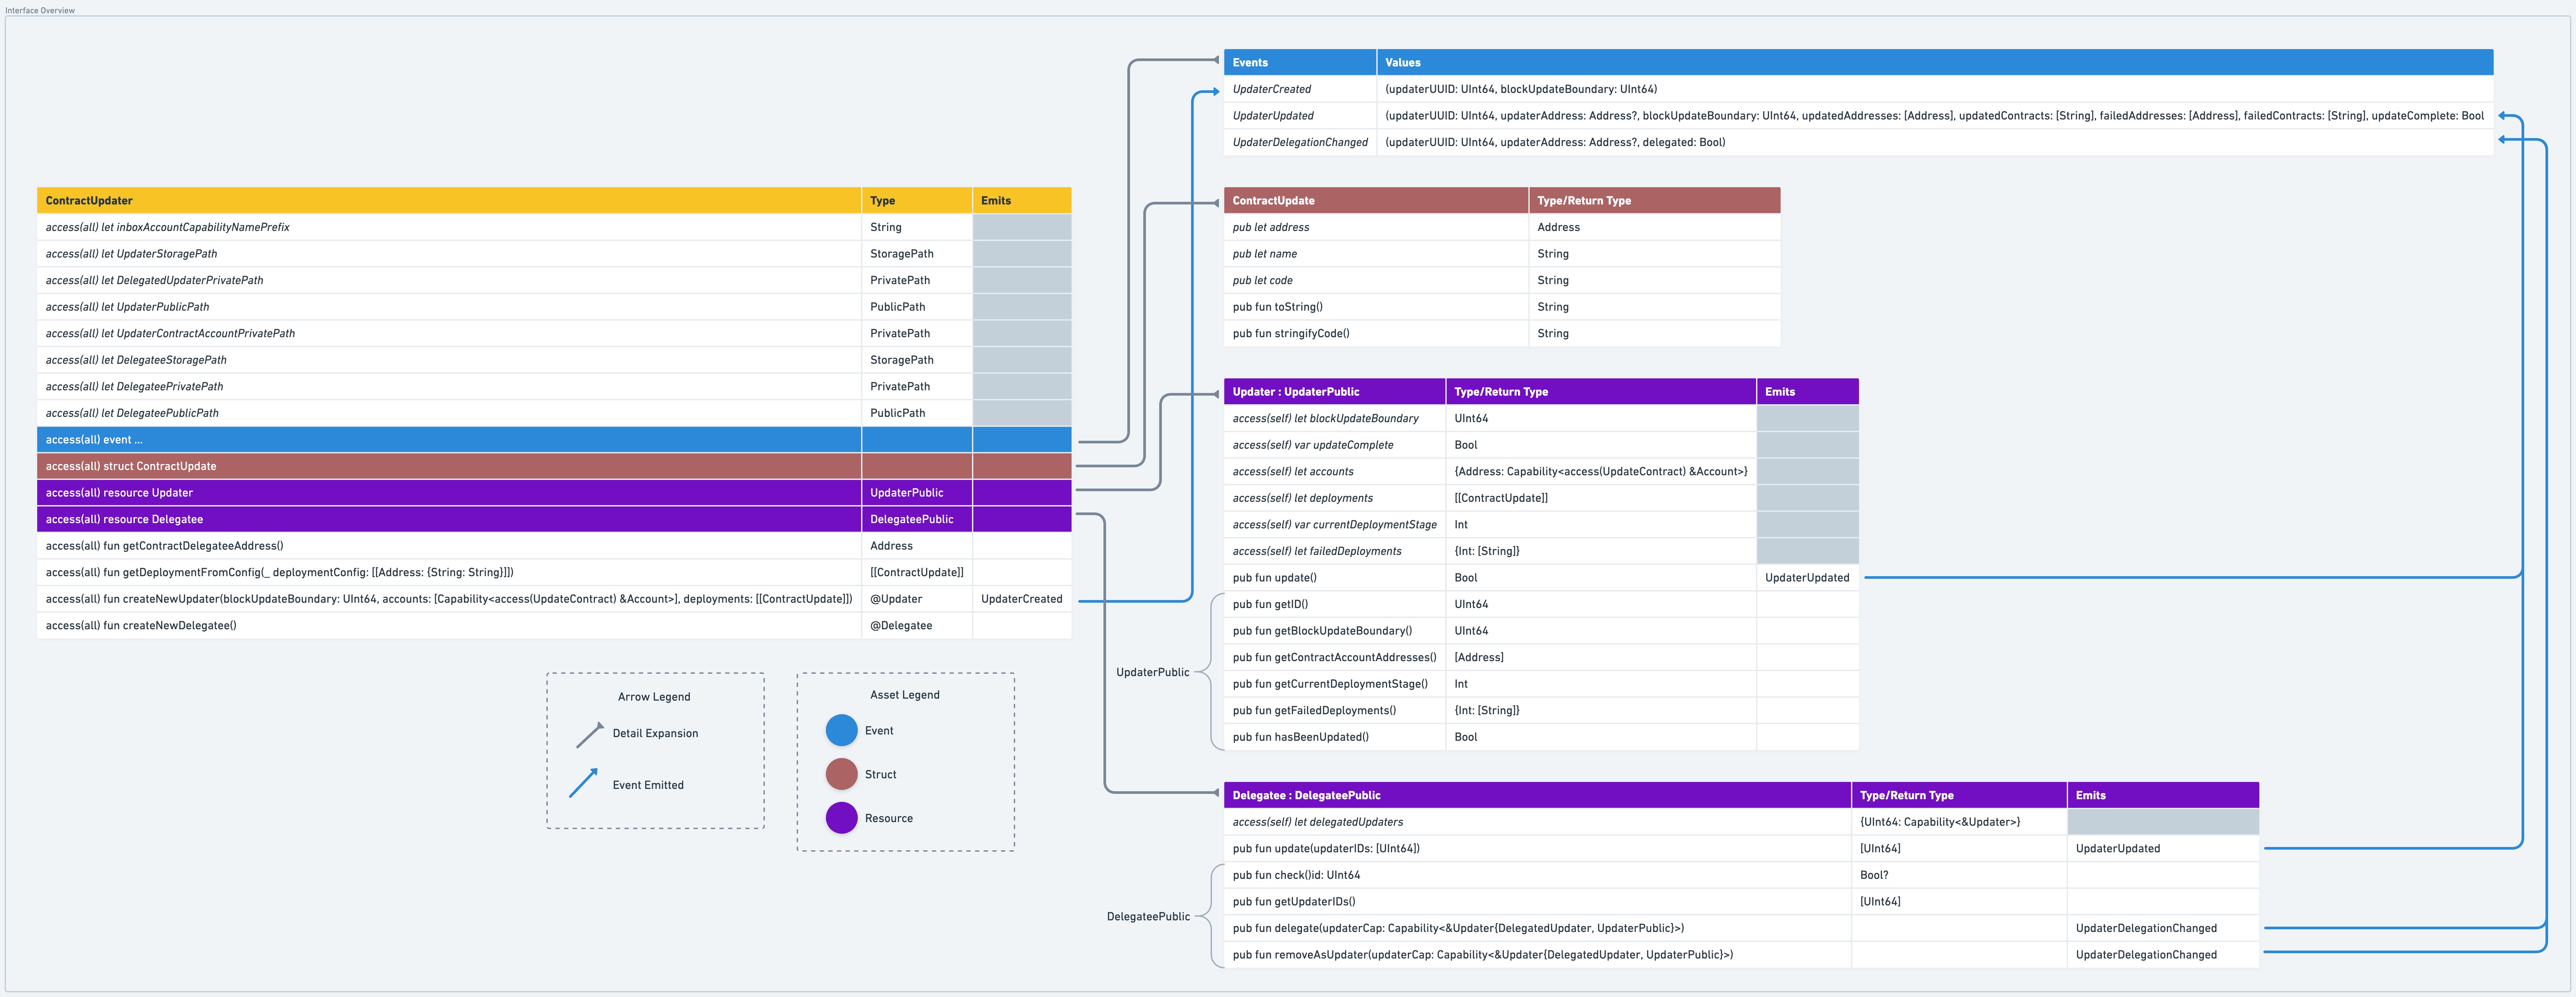 Interface Overview
Events Values
UpdaterCreated (updaterUUID: UInt64, blockUpdateBoundary: UInt64)
UpdaterUpdated (updaterUUID: UInt64, updaterAddress: Address?, blockUpdateBoundary: UInt64, updatedAddresses: [Address], updatedContracts: [String], failedAddresses: [Address], failedContracts: [String], updateComplete: Bool
UpdaterDelegationChanged (updaterUUID: UInt64, updaterAddress: Address?, delegated: Bool)
ContractUpdater Type Emits
access(all) let inboxAccountCapabilityNamePrefix String
access(all) let UpdaterStoragePath StoragePath
access(all) let DelegatedUpdaterPrivatePath PrivatePath
access(all) let UpdaterPublicPath PublicPath
access(all) let UpdaterContractAccountPrivatePath PrivatePath
access(all) let DelegateeStoragePath StoragePath
access(all) let DelegateePrivatePath PrivatePath
access(all) let DelegateePublicPath PublicPath
access(all) event ...
access(all) struct ContractUpdate
access(all) resource Updater UpdaterPublic
access(all) resource Delegatee DelegateePublic
access(all) fun getContractDelegateeAddress() Address
access(all) fun getDeploymentFromConfig(_ deploymentConfig: [[Address: {String: String}]]) [[ContractUpdate]]
access(all) fun createNewUpdater(blockUpdateBoundary: UInt64, accounts: [Capability<access(UpdateContract) &Account>], deployments: [[ContractUpdate]]) @Updater UpdaterCreated
access(all) fun createNewDelegatee() @Delegatee
ContractUpdate Type/Return Type
pub let address Address
pub let name String
pub let code String
pub fun toString() String
pub fun stringifyCode() String
Updater : UpdaterPublic Type/Return Type Emits
access(self) let blockUpdateBoundary UInt64
access(self) var updateComplete Bool
access(self) let accounts {Address: Capability<access(UpdateContract) &Account>}
access(self) let deployments [[ContractUpdate]]
access(self) var currentDeploymentStage Int
access(self) let failedDeployments {Int: [String]}
pub fun update() Bool UpdaterUpdated
pub fun getID() UInt64
pub fun getBlockUpdateBoundary() UInt64
pub fun getContractAccountAddresses() [Address]
UpdaterPublic
pub fun getCurrentDeploymentStage() Int
pub fun getFailedDeployments() {Int: [String]}
pub fun hasBeenUpdated() Bool
Arrow Legend
Detail Expansion
Event Emitted
Asset Legend
Event
Struct
Resource
Delegatee : DelegateePublic Type/Return Type Emits
access(self) let delegatedUpdaters {UInt64: Capability<&Updater>}
pub fun update(updaterIDs: [UInt64]) [UInt64] UpdaterUpdated
pub fun check()id: UInt64 Bool?
pub fun getUpdaterIDs() [UInt64]
DelegateePublic
pub fun delegate(updaterCap: Capability<&Updater{DelegatedUpdater, UpdaterPublic}>) UpdaterDelegationChanged
pub fun removeAsUpdater(updaterCap: Capability<&Updater{DelegatedUpdater, UpdaterPublic}>) UpdaterDelegationChanged